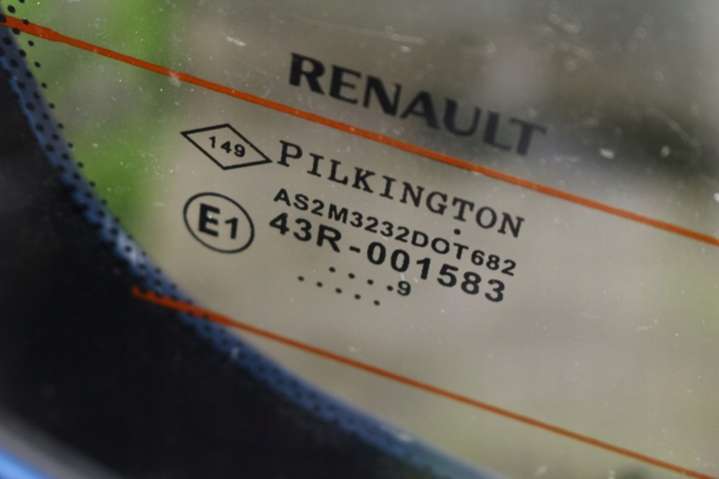 RENAULT
149 PILKINGTON
AS2M3232DOT682
E1 43R-001583
.....9
.....